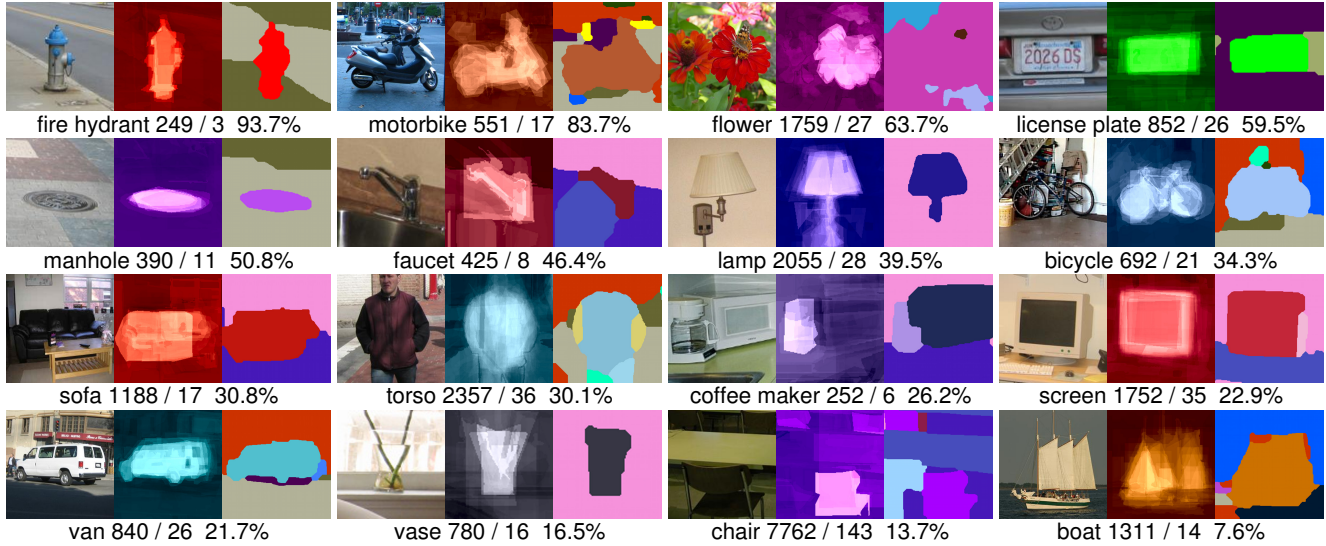 2026 DS
fire hydrant 249 / 3 93.7%
motorbike 551 / 17 83.7%
flower 1759 / 27 63.7%
license plate 852 / 26 59.5%
manhole 390 / 11 50.8%
faucet 425 / 8 46.4%
lamp 2055 / 28 39.5%
bicycle 692 / 21 34.3%
sofa 1188 / 17 30.8%
torso 2357 / 36 30.1%
coffee maker 252 / 6 26.2%
screen 1752 / 35 22.9%
van 840 / 26 21.7%
vase 780 / 16 16.5%
chair 7762 / 143 13.7%
boat 1311 / 14 7.6%